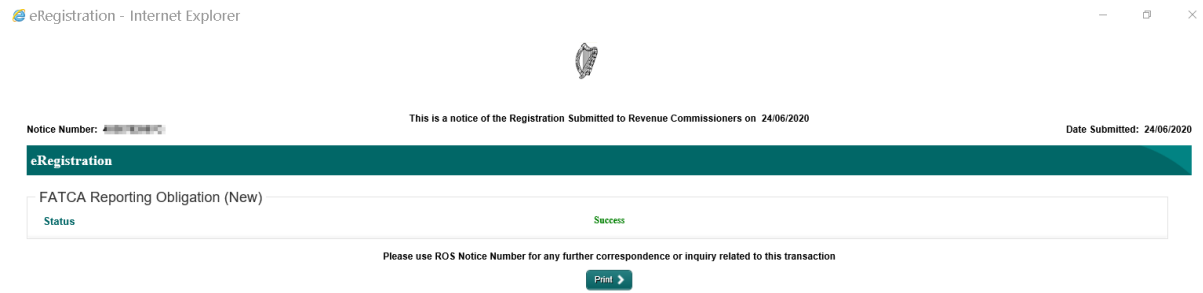 eRegistration - Internet Explorer
This is a notice of the Registration Submitted to Revenue Commissioners on 24/06/2020
Notice Number:
Date Submitted: 24/06/2020
eRegistration
FATCA Reporting Obligation (New)
Status Success
Please use ROS Notice Number for any further correspondence or inquiry related to this transaction
Print